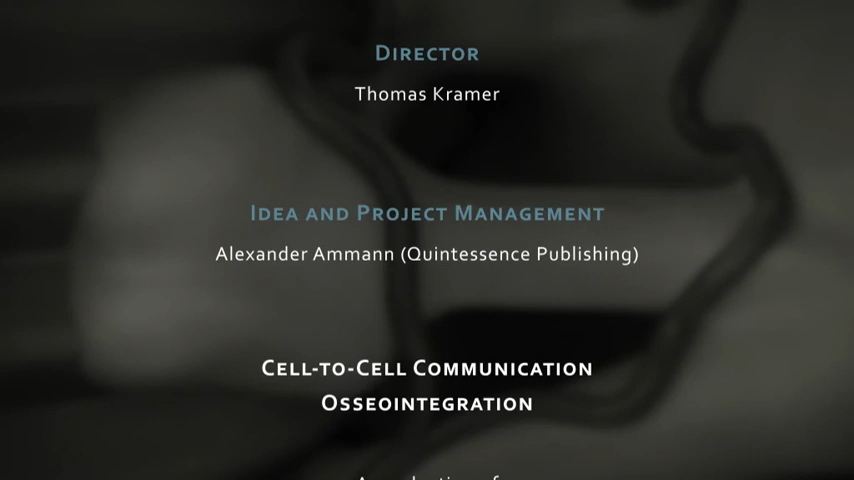 Director
Thomas Kramer
Idea and Project Management
Alexander Ammann (Quintessence Publishing)
Cell-to-Cell Communication
Osseointegration